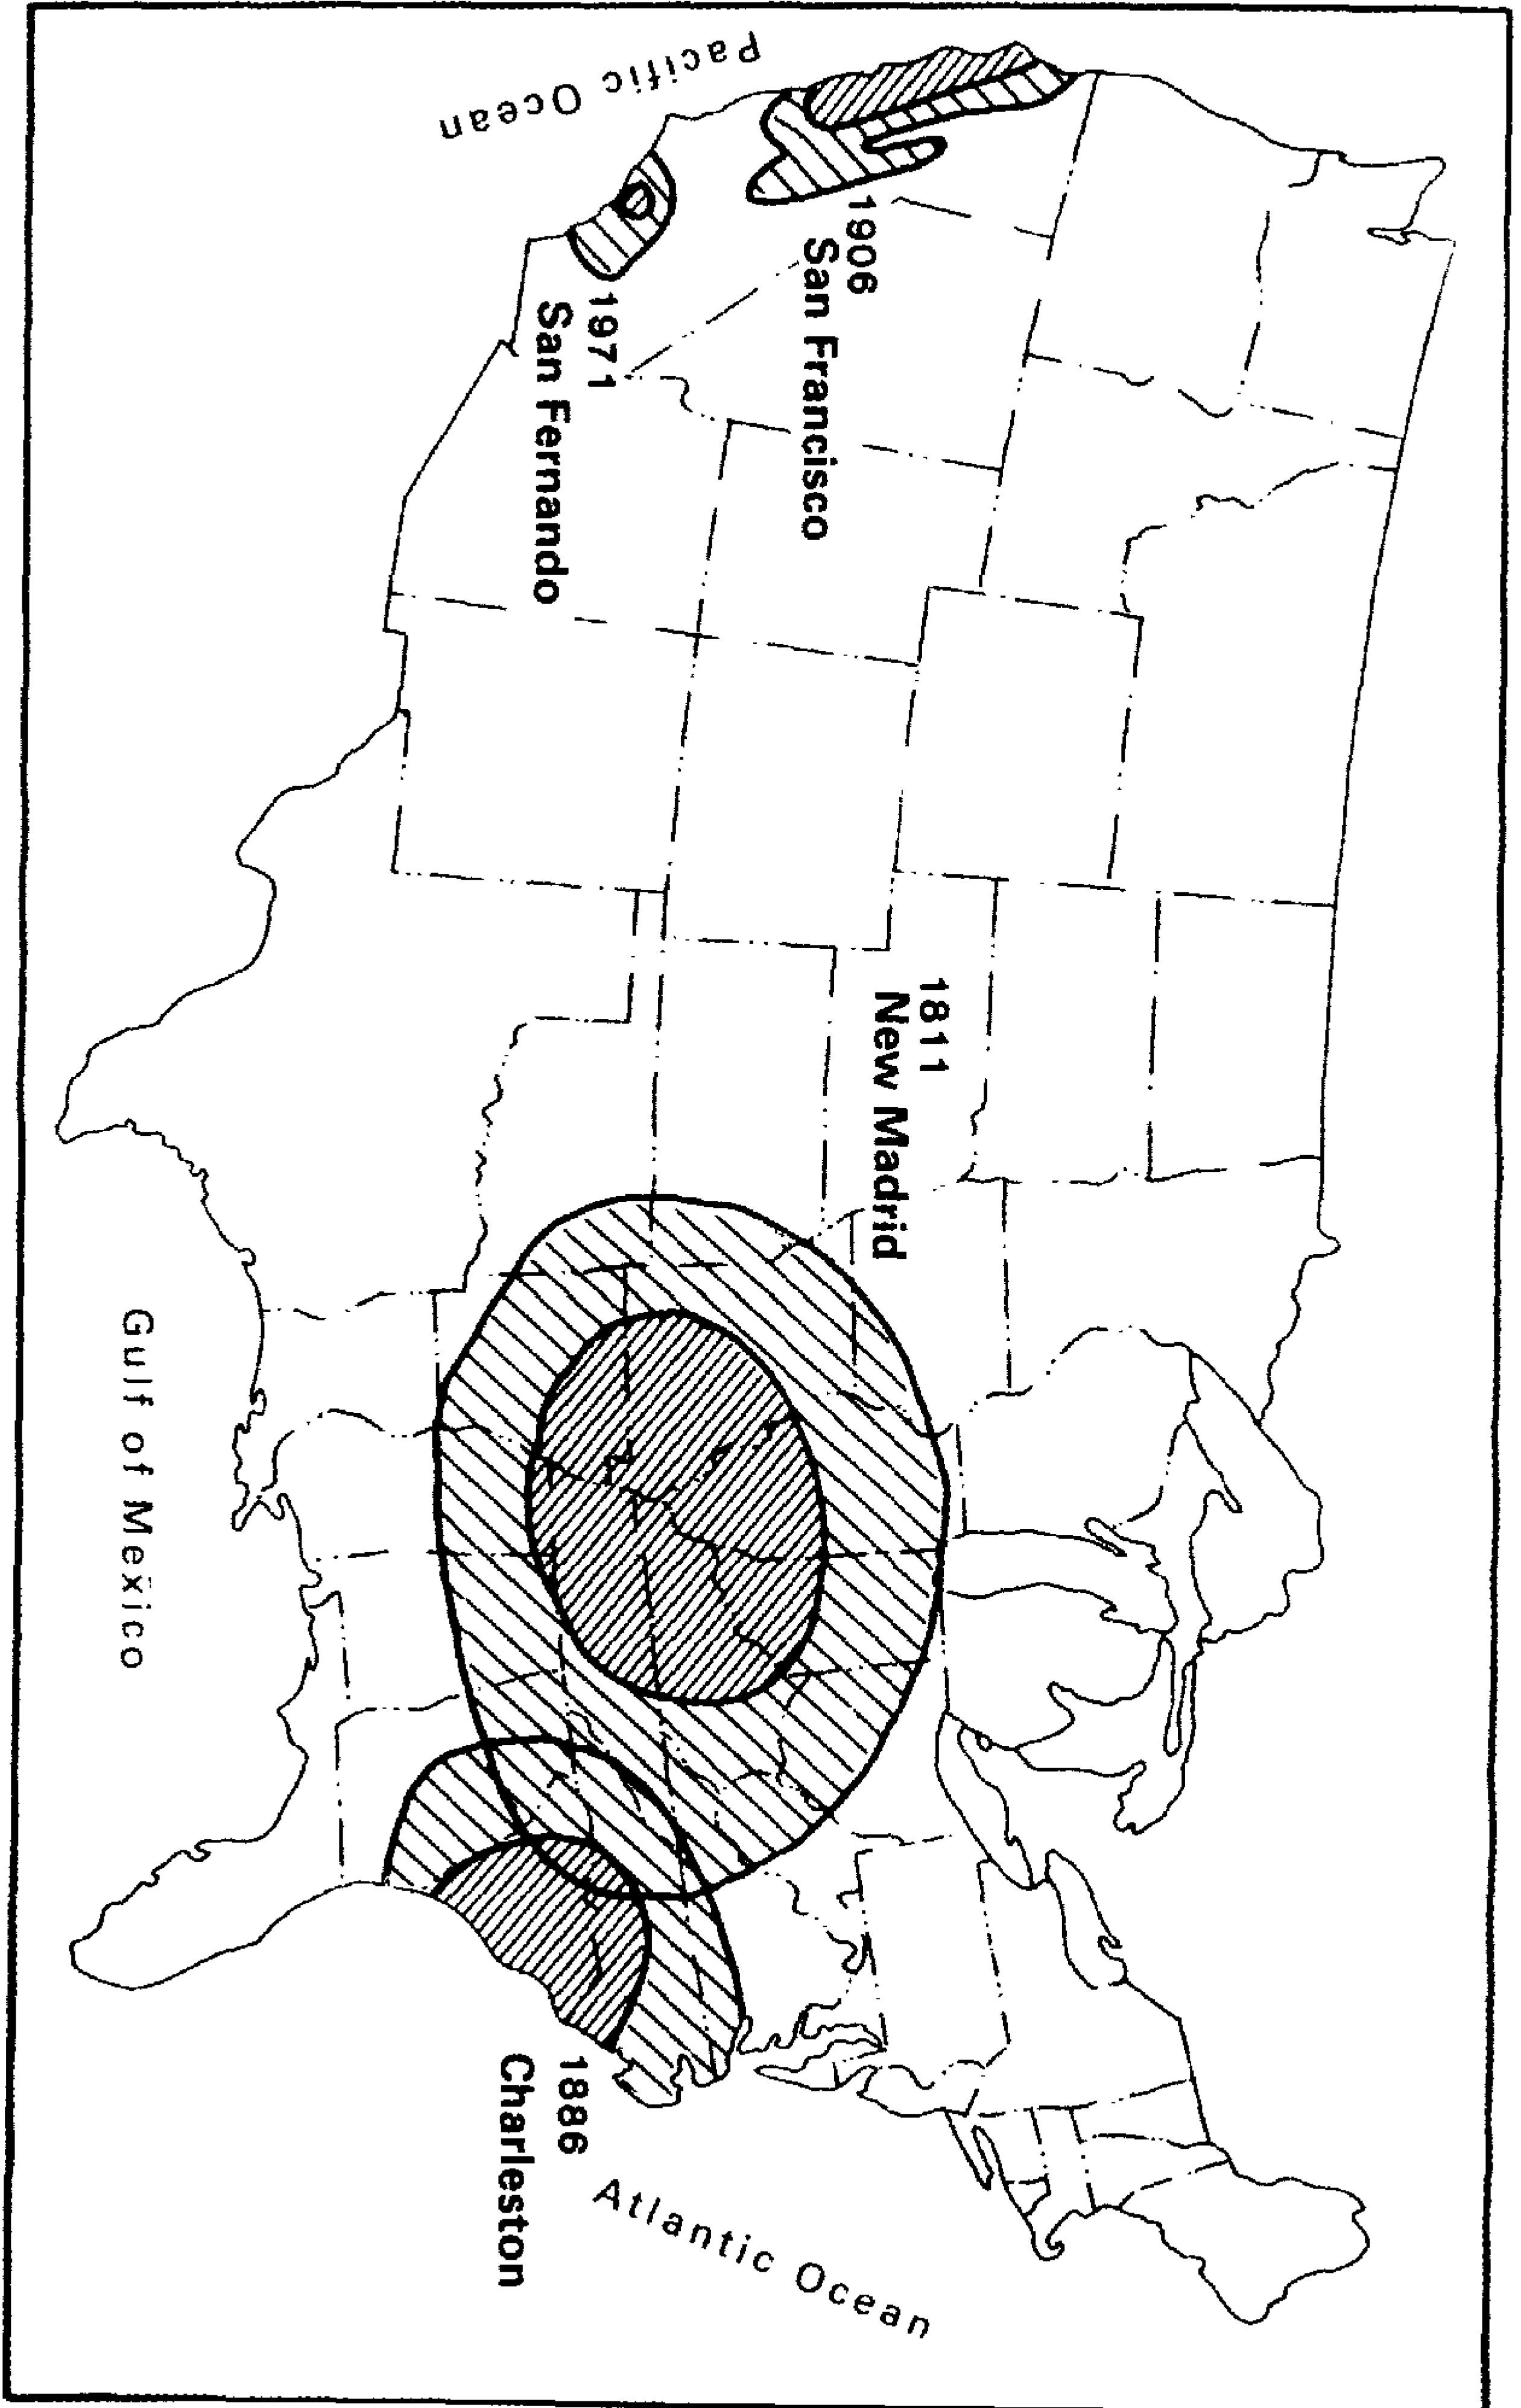 Pacific Ocean
1906
San Francisco
1971
San Fernando
1811
New Madrid
Gulf of Mexico
1886
Charleston
Atlantic Ocean